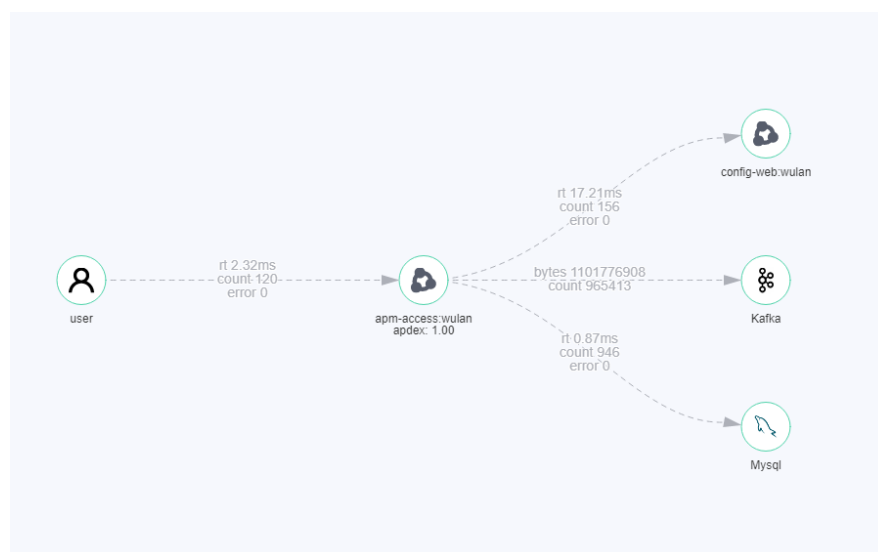 config-web:wulan
rt 17.21ms
count 156
error 0
rt 2.32ms
count 120
error 0
bytes 1101776908
count 965413
user
apm-access:wulan
apdex: 1.00
Kafka
rt 0.87ms
count 946
error 0
Mysql